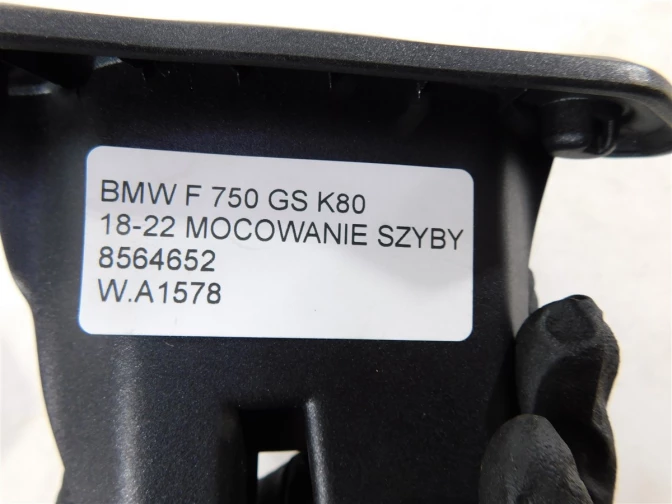 BMW F 750 GS K80
18-22 MOCOWANIE SZYBY
8564652
W.A1578